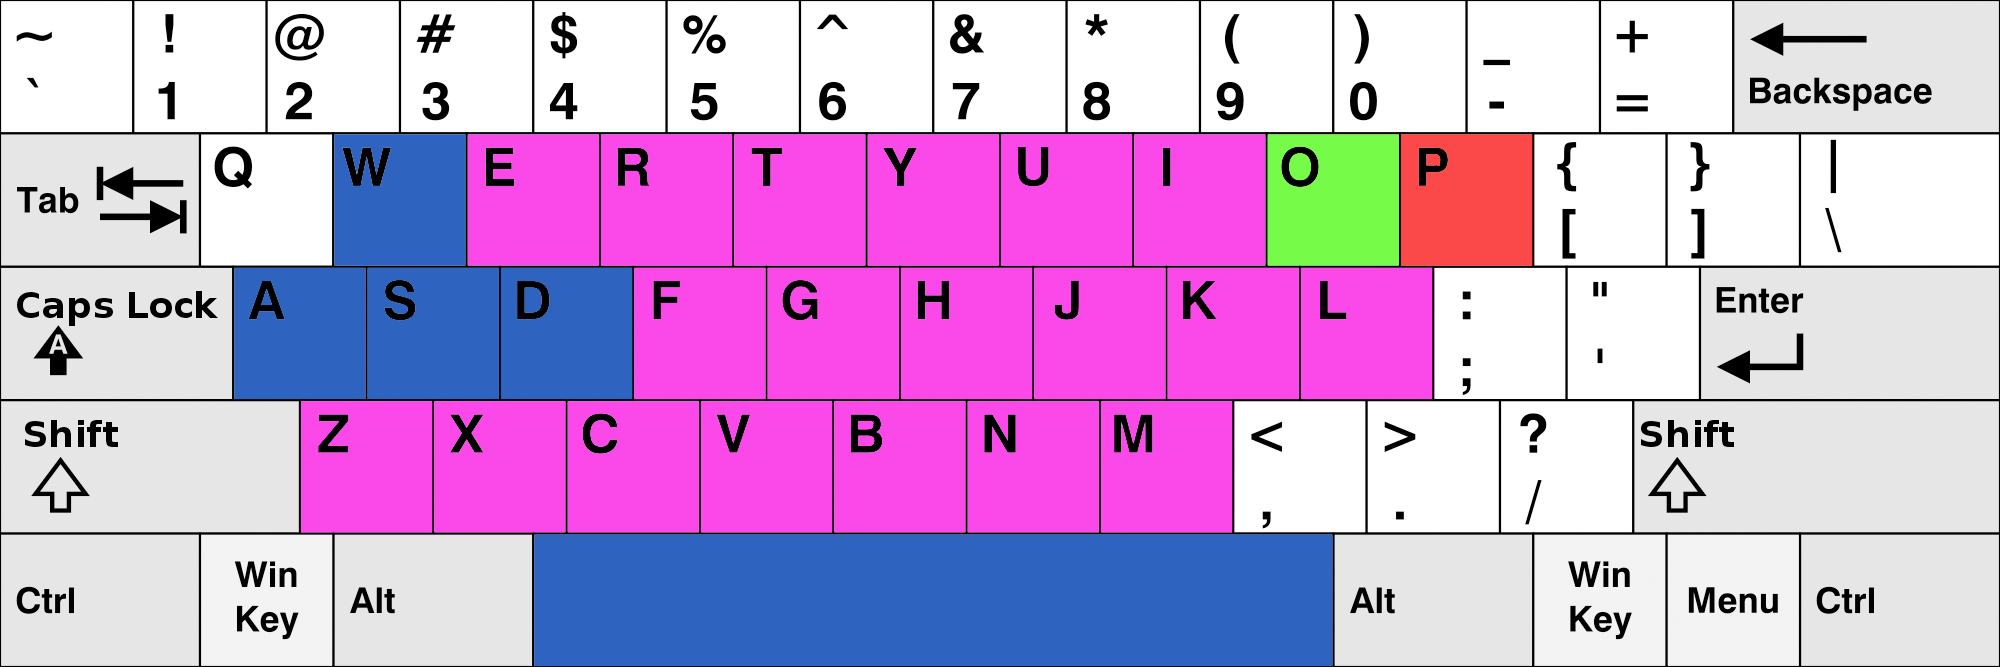 ~ ! @ # $ % ^ & * ( ) _ +
` 1 2 3 4 5 6 7 8 9 0 - = Backspace
Tab Q W E R T Y U I O P { } |
[ ] \
Caps Lock A S D F G H J K L : " Enter
A ; '
Shift Z X C V B N M < > ? Shift
, . /
Ctrl Win Key Alt Alt Win Key Menu Ctrl